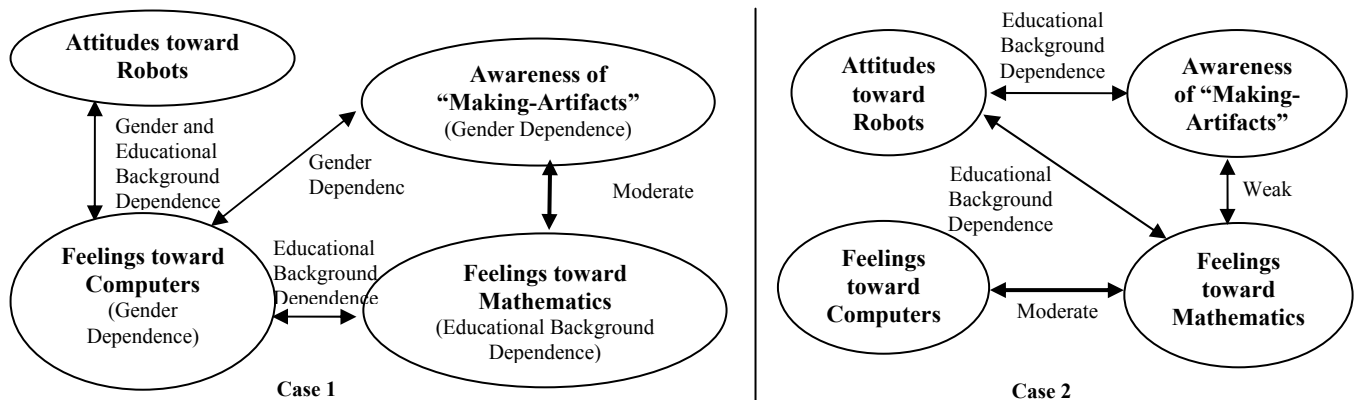 Attitudes toward
Robots
Gender and
Educational
Background
Dependence
Awareness of
“Making-Artifacts”
(Gender Dependence)
Gender
Dependenc
Moderate
Feelings toward
Computers
(Gender
Dependence)
Educational
Background
Dependence
Feelings toward
Mathematics
(Educational Background
Dependence)
Case 1
Attitudes
toward
Robots
Educational
Background
Dependence
Awareness
of “Making-
Artifacts”
Educational
Background
Dependence
Weak
Feelings
toward
Computers
Moderate
Feelings
toward
Mathematics
Case 2